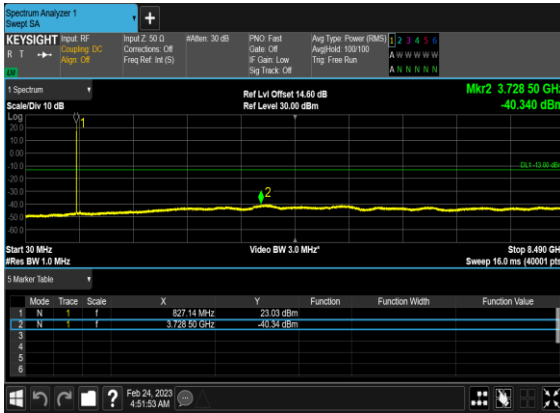 Spectrum Analyzer 1
Swept SA
+
KEYSIGHT
R T
Input: RF
Coupling: DC
Align: Off
Input Z: 50 Ω
Corrections: Off
Freq Ref: Int (S)
#Atten: 30 dB
PNO: Fast
Gate: Off
IF Gain: Low
Sig Track: Off
Avg Type: Power (RMS)
Avg|Hold: 100/100
Trig: Free Run
1 2 3 4 5 6
A W W W W W
A N N N N N
1 Spectrum
Scale/Div 10 dB
Ref Lvl Offset 14.60 dB
Ref Level 30.00 dBm
Mkr2 3.728 50 GHz
-40.340 dBm
Log
20.0
10.0
0.00
-10.0
-20.0
-30.0
-40.0
-50.0
-60.0
1
2
DL1 -13.00 dBm
Start 30 MHz
#Res BW 1.0 MHz
Video BW 3.0 MHz*
Stop 8.490 GH
Sweep 16.0 ms (40001 pts
5 Marker Table
Mode Trace Scale X Y Function Function Width Function Value
1 N 1 f 827.14 MHz 23.03 dBm
2 N 1 f 3.728 50 GHz -40.34 dBm
3
4
5
6
?
Feb 24, 2023
4:51:53 AM